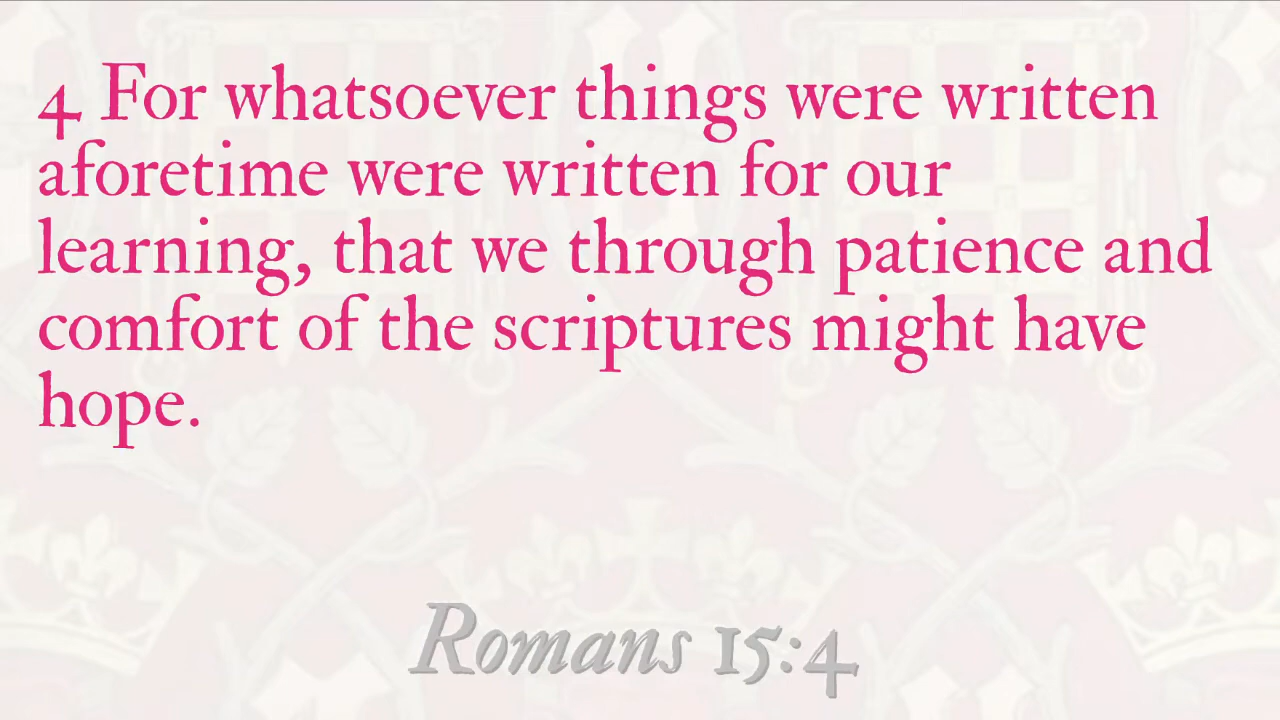 4 For whatsoever things were written
aforetime were written for our
learning, that we through patience and
comfort of the scriptures might have
hope.
Romans 15:4